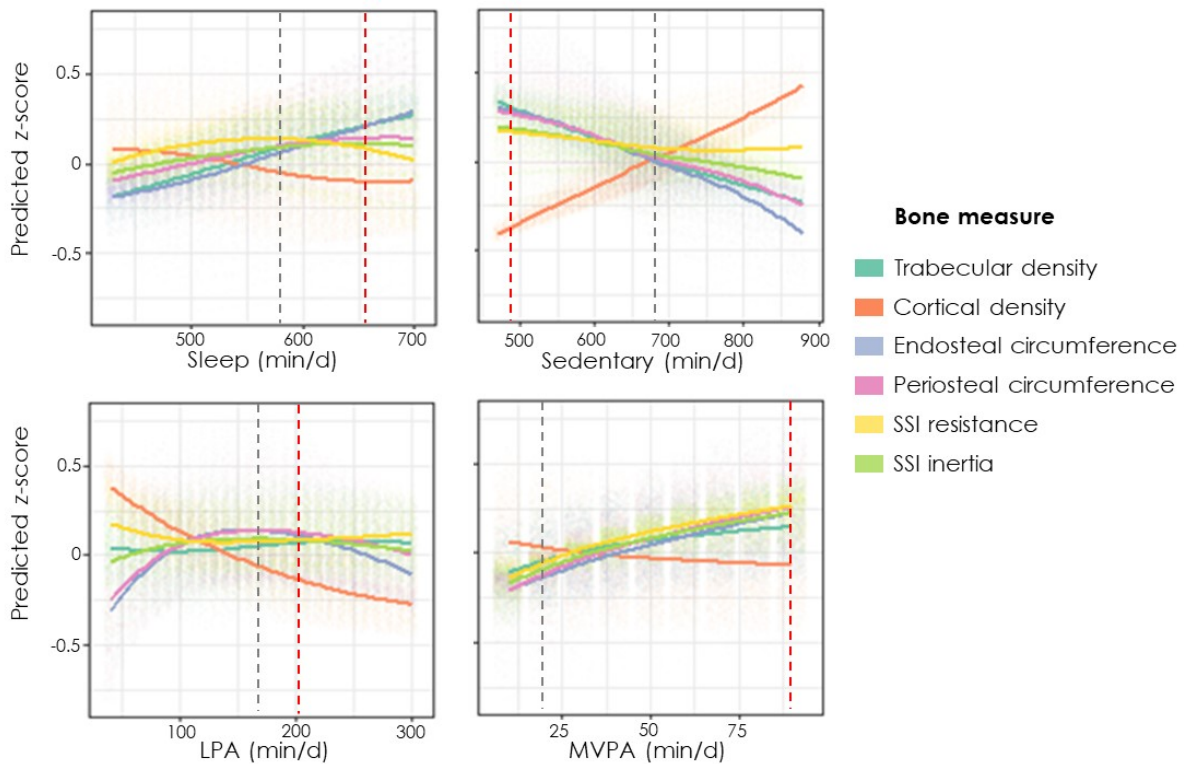 Predicted z-score
0.5
0
-0.5
500
600
700
Sleep (min/d)
500
600
700
800
900
Sedentary (min/d)
Predicted z-score
0.5
0
-0.5
100
200
300
LPA (min/d)
25
50
75
MVPA (min/d)
Bone measure
Trabecular density
Cortical density
Endosteal circumference
Periosteal circumference
SSI resistance
SSI inertia